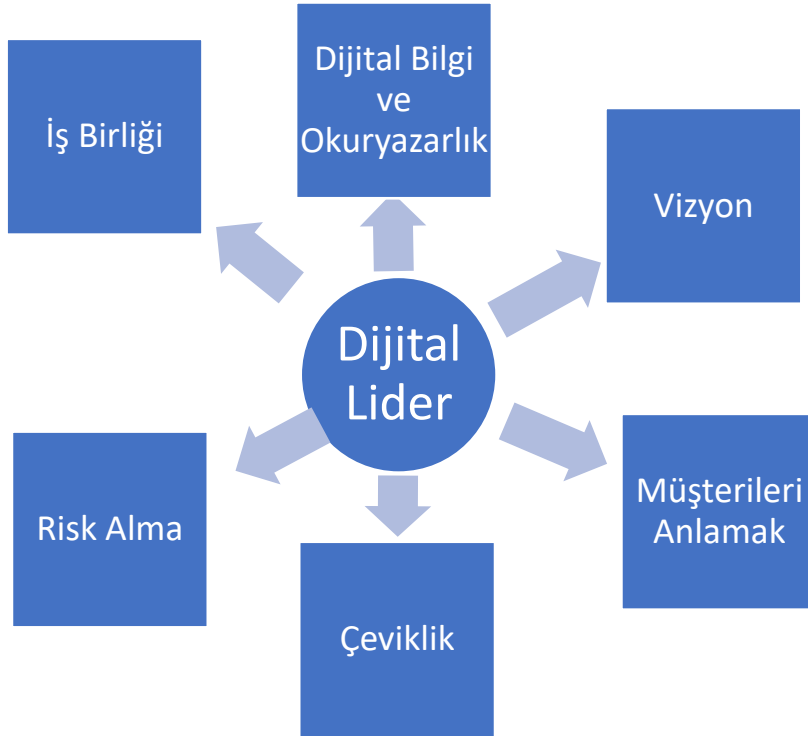 Dijital Bilgi
ve
Okuryazarlık
İş Birliği
Vizyon
Dijital
Lider
Müşterileri
Anlamak
Risk Alma
Çeviklik